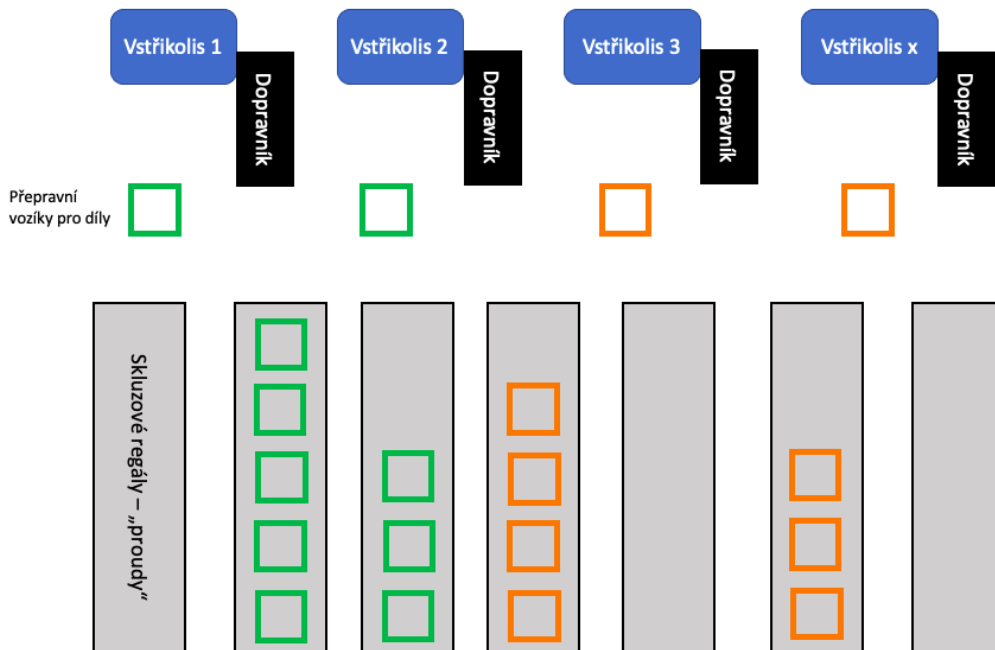 Vstřikolis 1
Vstřikolis 2
Vstřikolis 3
Vstřikolis x
Dopravník
Dopravník
Dopravník
Dopravník
Přepravní
vozíky pro díly
Skluzové regály – „proudy“